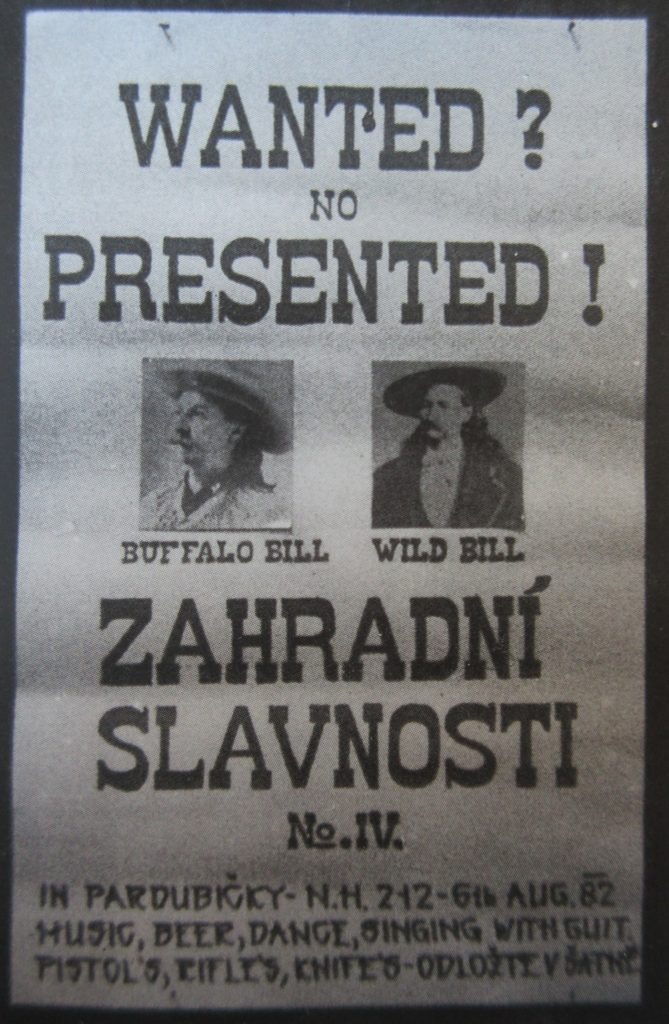 WANTED ?
NO
PRESENTED !
BUFFALO BILL WILD BILL
ZAHRADNÍ
SLAVNOSTI
No.IV.
IN PARDUBIČKY- N.H. 212-6th AUG. 82
MUSIC, BEER, DANCE, SINGING WITH GUIT.
PISTOL'S, RIFLE'S, KNIFE'S-ODLOŽTE V ŠATNĚ